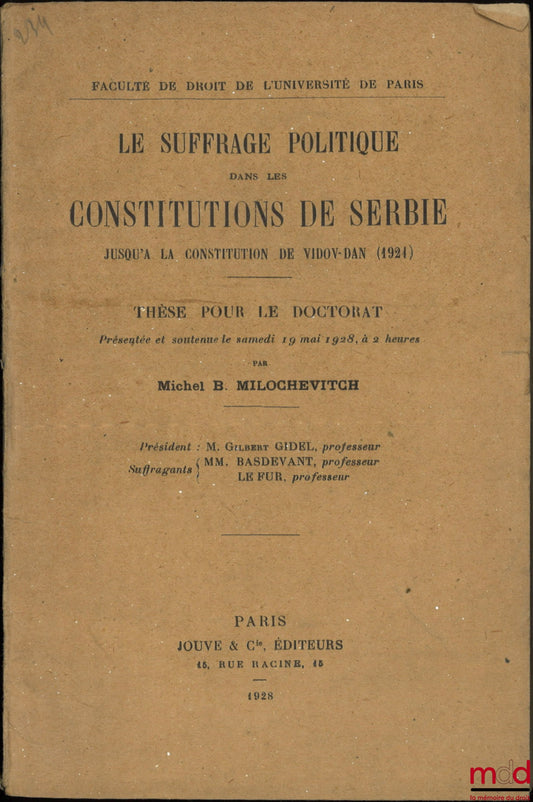 234
FACULTÉ DE DROIT DE L'UNIVERSITÉ DE PARIS
LE SUFFRAGE POLITIQUE
DANS LES
CONSTITUTIONS DE SERBIE
JUSQU'A LA CONSTITUTION DE VIDOV-DAN (1921)
THÈSE POUR LE DOCTORAT
Présentée et soutenue le samedi 19 mai 1928, à 2 heures
PAR
Michel B. MILOCHEVITCH
Président : M. GILBERT GIDEL, professeur
Suffragants { MM. BASDEVANT, professeur
LE FUR, professeur
PARIS
JOUVE & Cie, ÉDITEURS
15, RUE RACINE, 15
1928
mdd
la mémoire du droit